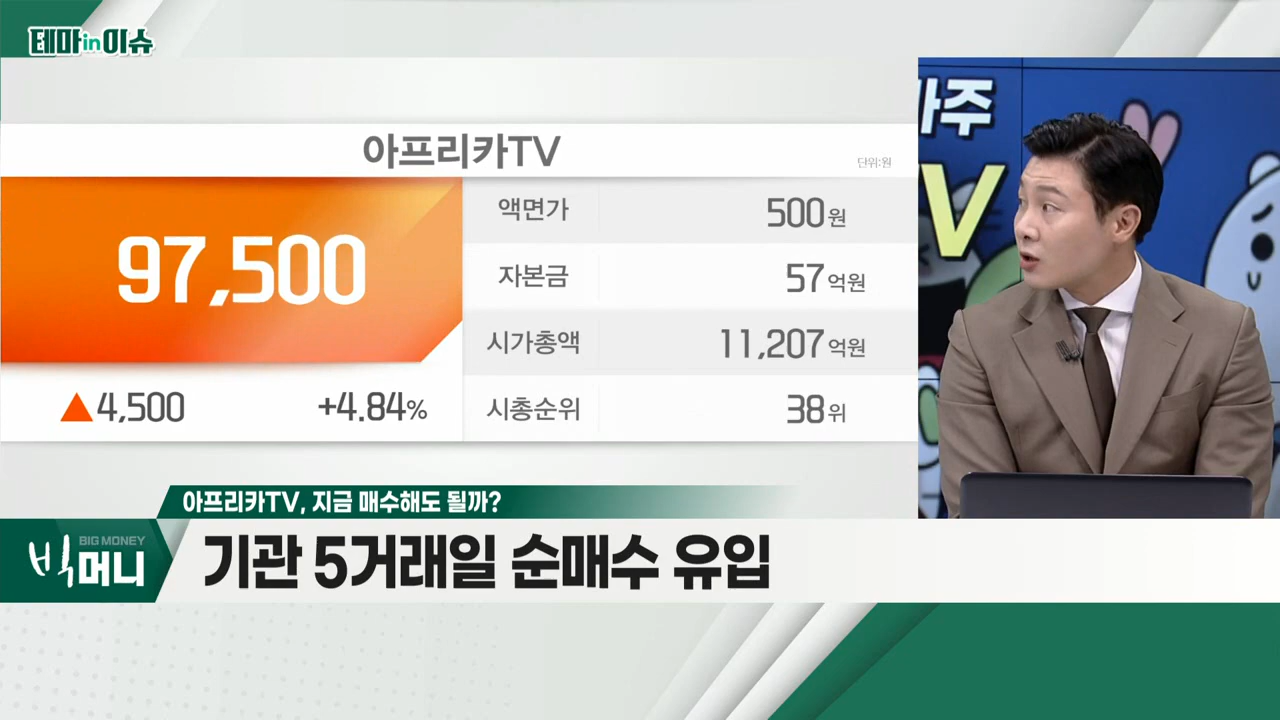 테마in이슈
아프리카TV
단위:원
97,500
▲4,500 +4.84%
액면가 500원
자본금 57억원
시가총액 11,207억원
시총순위 38위
주
V
아프리카TV, 지금 매수해도 될까?
BIG MONEY
빅머니
기관 5거래일 순매수 유입